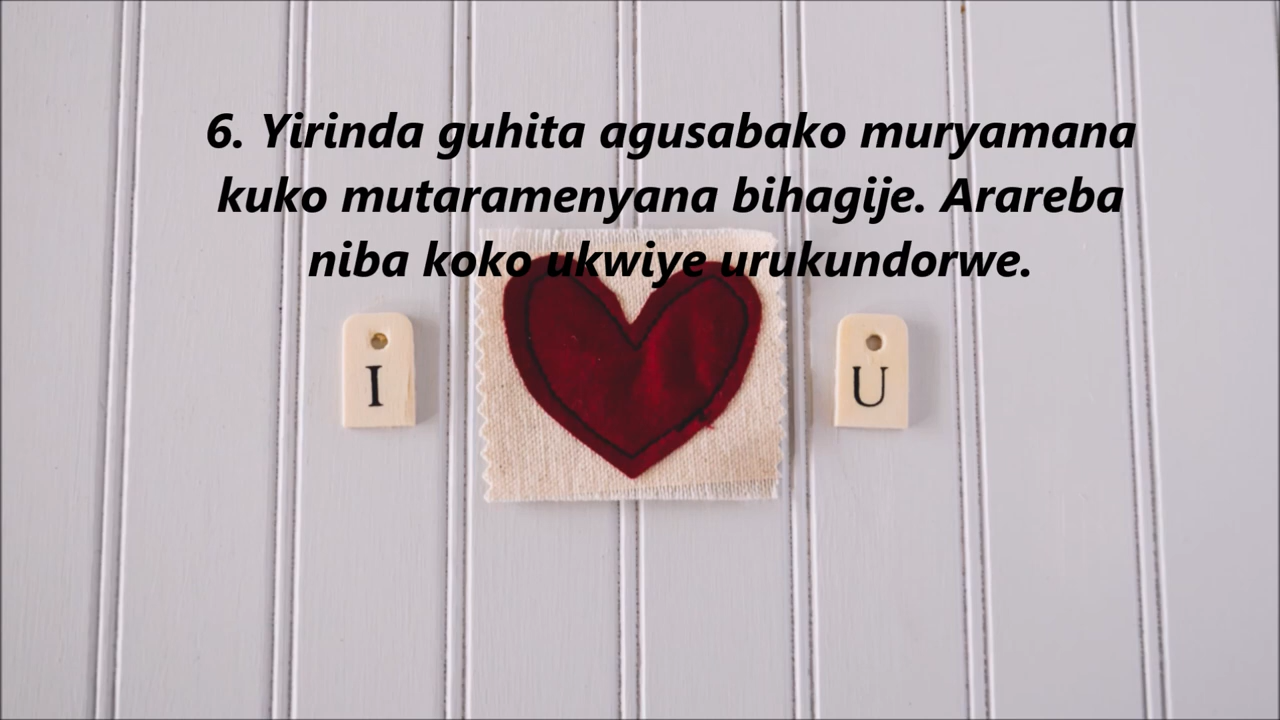 6. Yirinda guhita agusabako muryamana
kuko mutaramenyana bihagije. Arareba
niba koko ukwiye urukundorwe.
I U